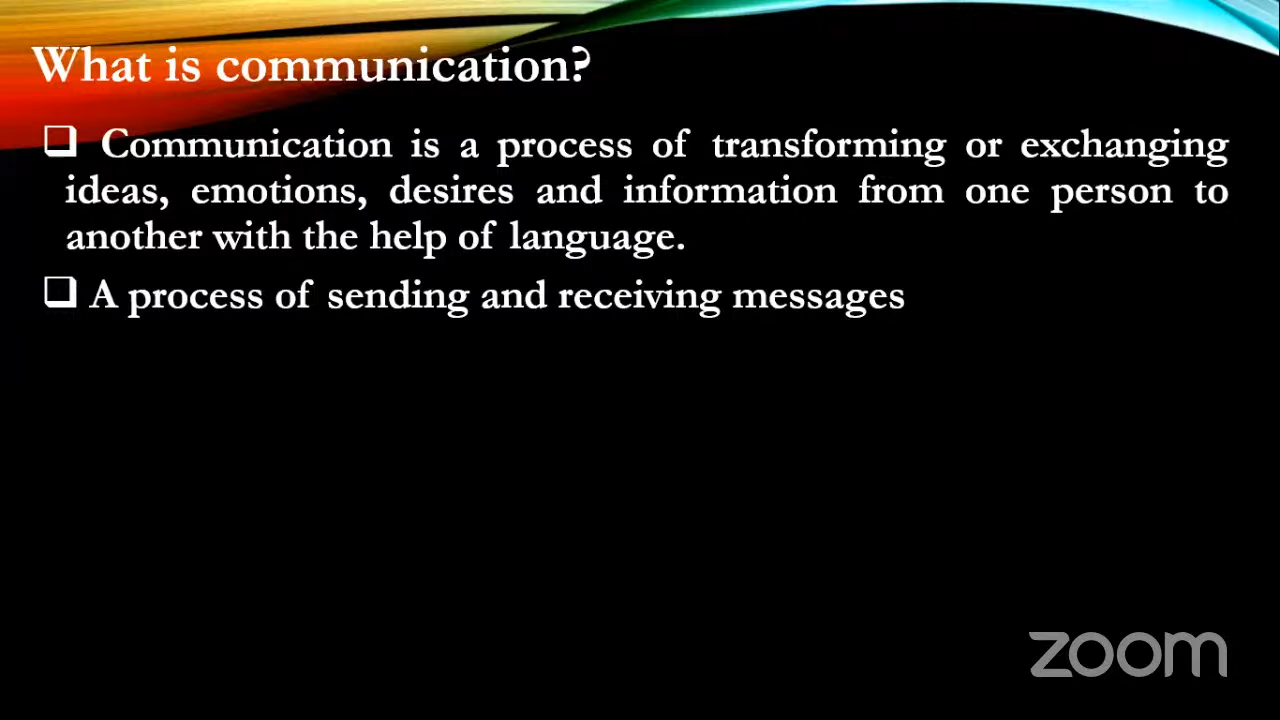 What is communication?
❑ Communication is a process of transforming or exchanging
ideas, emotions, desires and information from one person to
another with the help of language.
❑ A process of sending and receiving messages
zoom